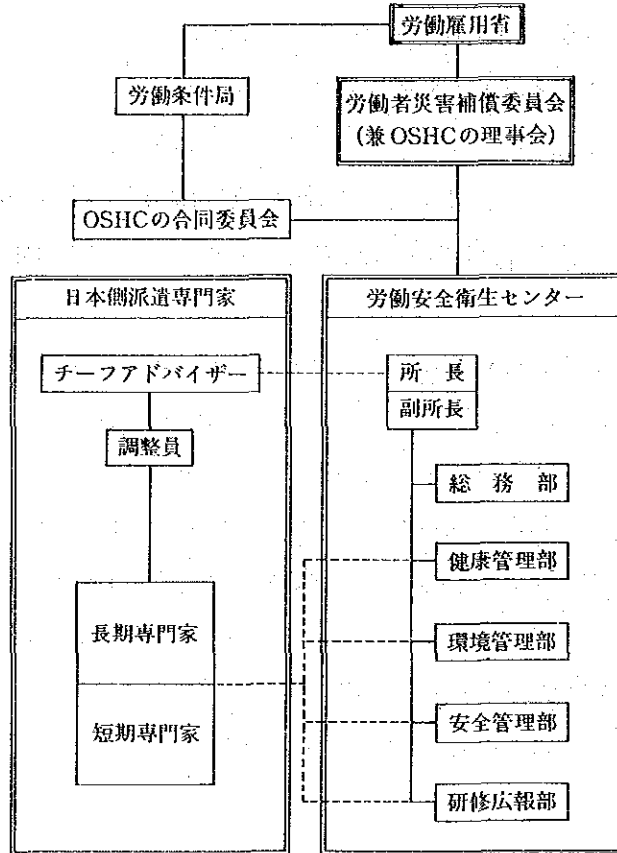 労働雇用省
労働条件局
労働者災害補償委員会
(兼OSHCの理事会)
OSHCの合同委員会
日本側派遣専門家
チーフアドバイザー
調整員
長期専門家
短期専門家
労働安全衛生センター
所 長
副所長
総 務 部
健康管理部
環境管理部
安全管理部
研修広報部